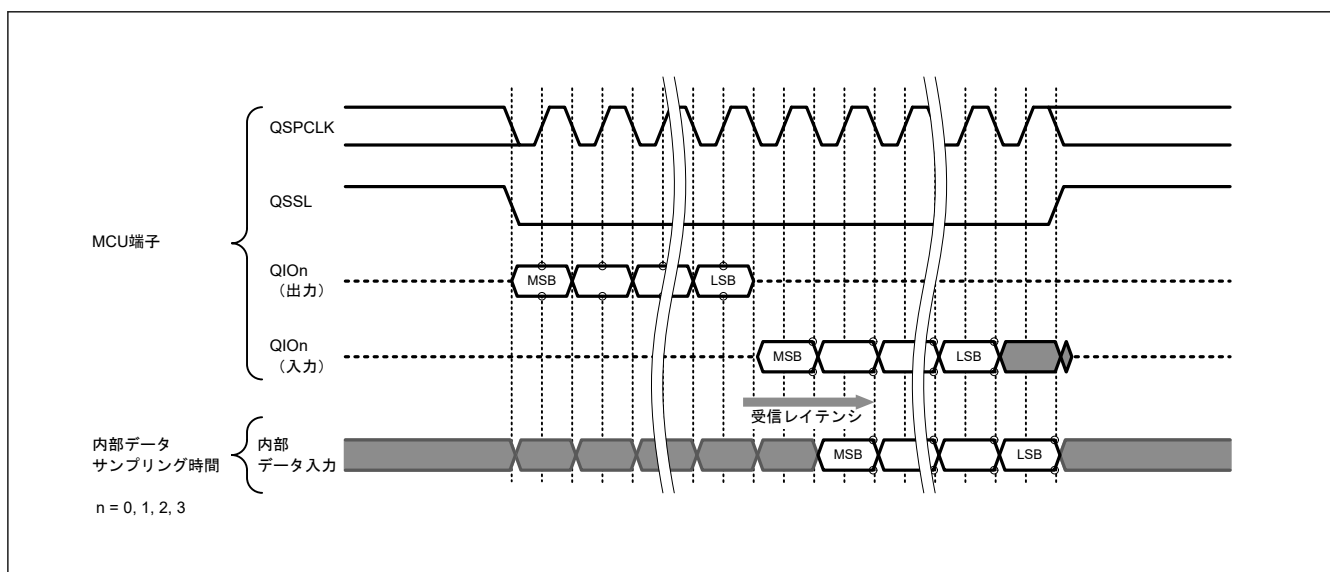 QSPCLK
QSSL
MCU端子
QIOn
（出力）
MSB
LSB
QIOn
（入力）
MSB
LSB
受信レイテンシ
内部データ
サンプリング時間
内部
データ入力
MSB
LSB
n = 0, 1, 2, 3